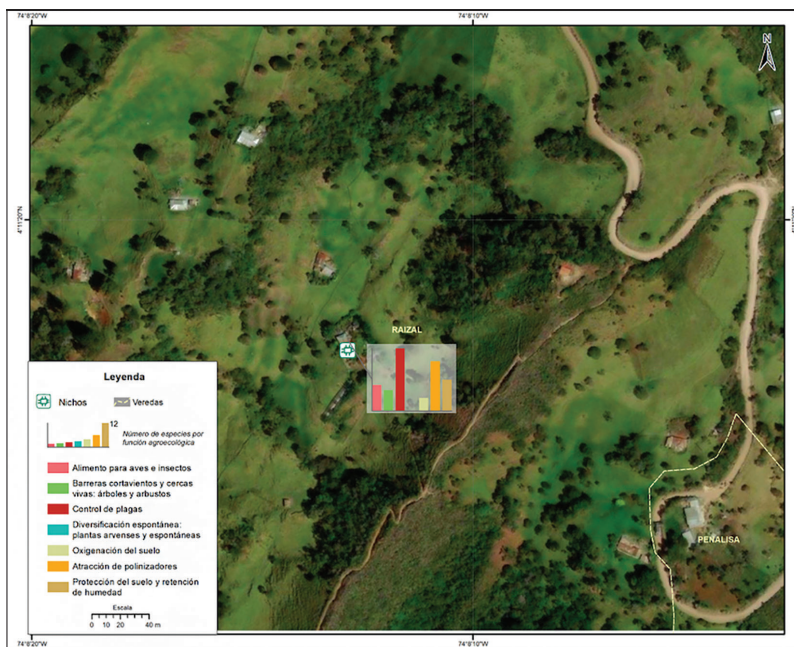 74°8'20"W
74°8'10"W
N
4°11'20"N
RAIZAL
PEÑALISA
Leyenda
Nichos
Veredas
12
Número de especies por
función agroecológica
Alimento para aves e insectos
Barreras cortavientos y cercas
vivas: árboles y arbustos
Control de plagas
Diversificación espontánea:
plantas arvenses y espontáneas
Oxigenación del suelo
Atracción de polinizadores
Protección del suelo y retención
de humedad
Escala
0 10 20 40 m
74°8'20"W
74°8'10"W